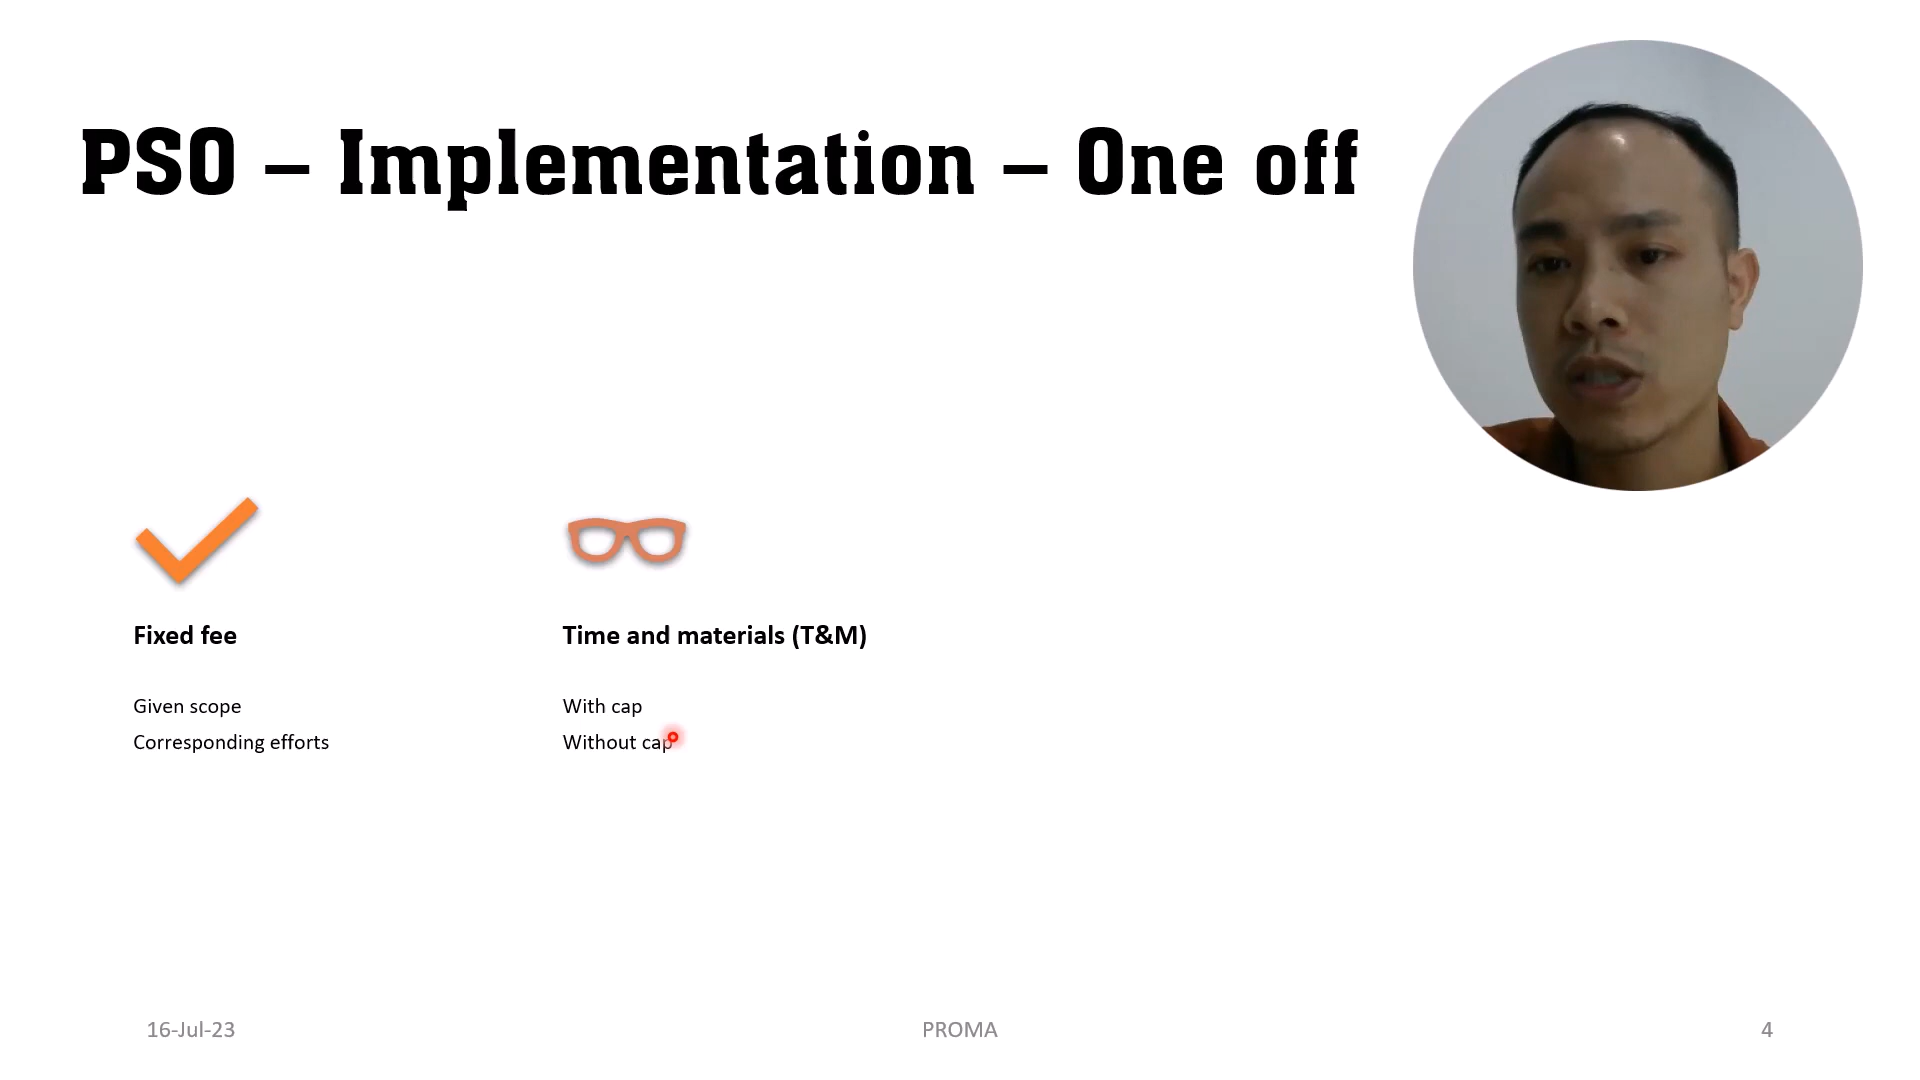 PSO – Implementation – One off
Fixed fee
Given scope
Corresponding efforts
Time and materials (T&M)
With cap
Without cap
16-Jul-23
PROMA
4